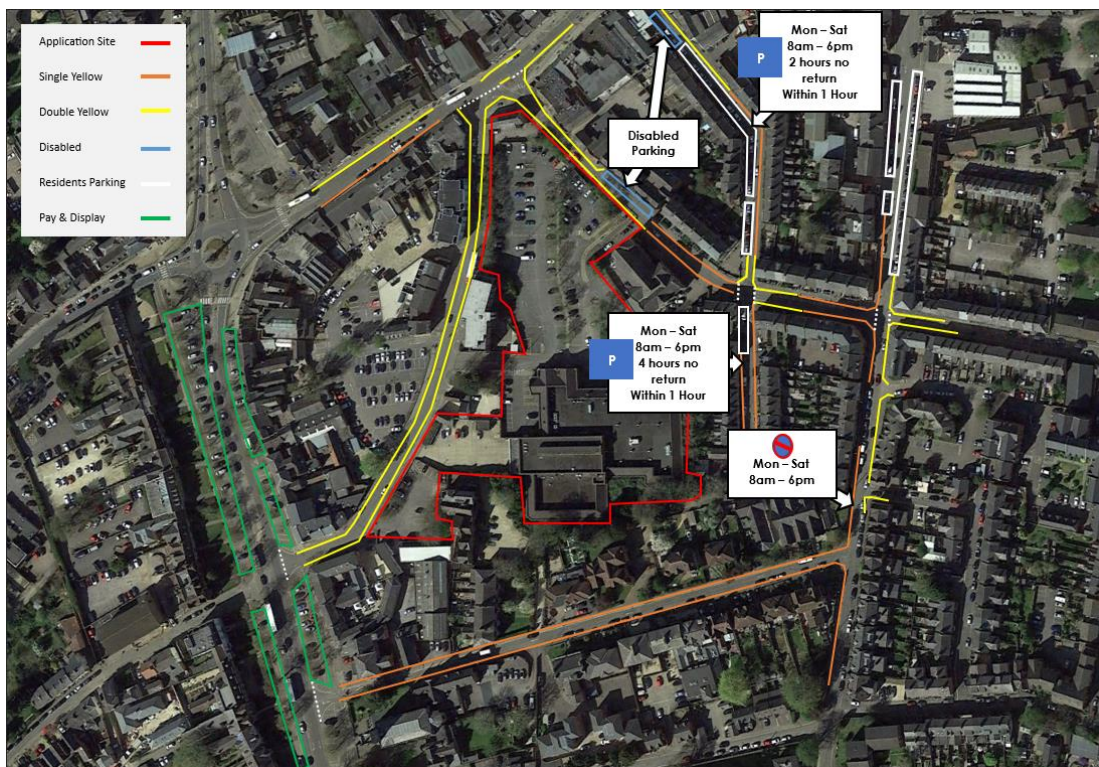 Application Site
Single Yellow
Double Yellow
Disabled
Residents Parking
Pay & Display
P
Mon – Sat
8am – 6pm
2 hours no
return
Within 1 Hour
Disabled
Parking
P
Mon – Sat
8am – 6pm
4 hours no
return
Within 1 Hour
Mon – Sat
8am – 6pm